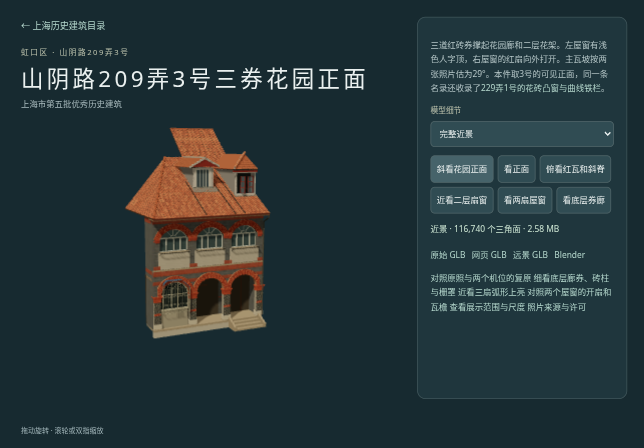 ← 上海历史建筑目录
虹口区 · 山阴路209弄3号
山阴路209弄3号三券花园正面
上海市第五批优秀历史建筑
三道红砖券撑起花园廊和二层花架。左屋窗有浅
色人字顶，右屋窗的红扇向外打开。主瓦坡按两
张照片估为29°。本件取3号的可见正面，同一条
名录还收录了229弄1号的花砖凸窗与曲线铁栏。
模型细节
完整近景
斜看花园正面 看正面 俯看红瓦和斜脊
近看二层扇窗 看两扇屋窗 看底层券廊
近景 · 116,740 个三角面 · 2.58 MB
原始 GLB 网页 GLB 远景 GLB Blender
对照原照与两个机位的复原 细看底层廊券、砖柱
与栅罩 近看三扇弧形上亮 对照两个屋窗的开扇和
瓦檐 查看展示范围与尺度 照片来源与许可
拖动旋转 · 滚轮或双指缩放